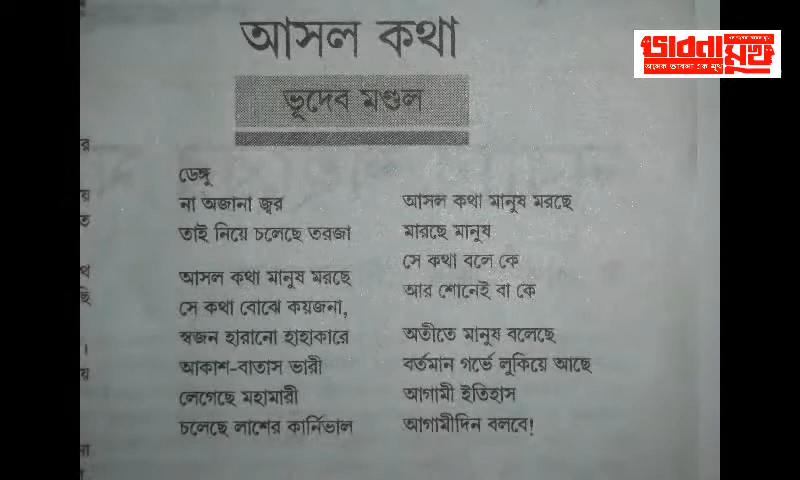 আসল কথা
ভূদেব মণ্ডল
ডেঙ্গু
না অজানা জ্বর
তাই নিয়ে চলেছে তরজা
আসল কথা মানুষ মরছে
সে কথা বোঝে কয়জনা,
স্বজন হারানো হাহাকারে
আকাশ-বাতাস ভারী
লেগেছে মহামারী
চলেছে লাশের কার্নিভাল
আসল কথা মানুষ মরছে
মারছে মানুষ
সে কথা বলে কে
আর শোনেই বা কে
অতীতে মানুষ বলেছে
বর্তমান গর্ভে লুকিয়ে আছে
আগামী ইতিহাস
আগামীদিন বলবে!
ভাবনা